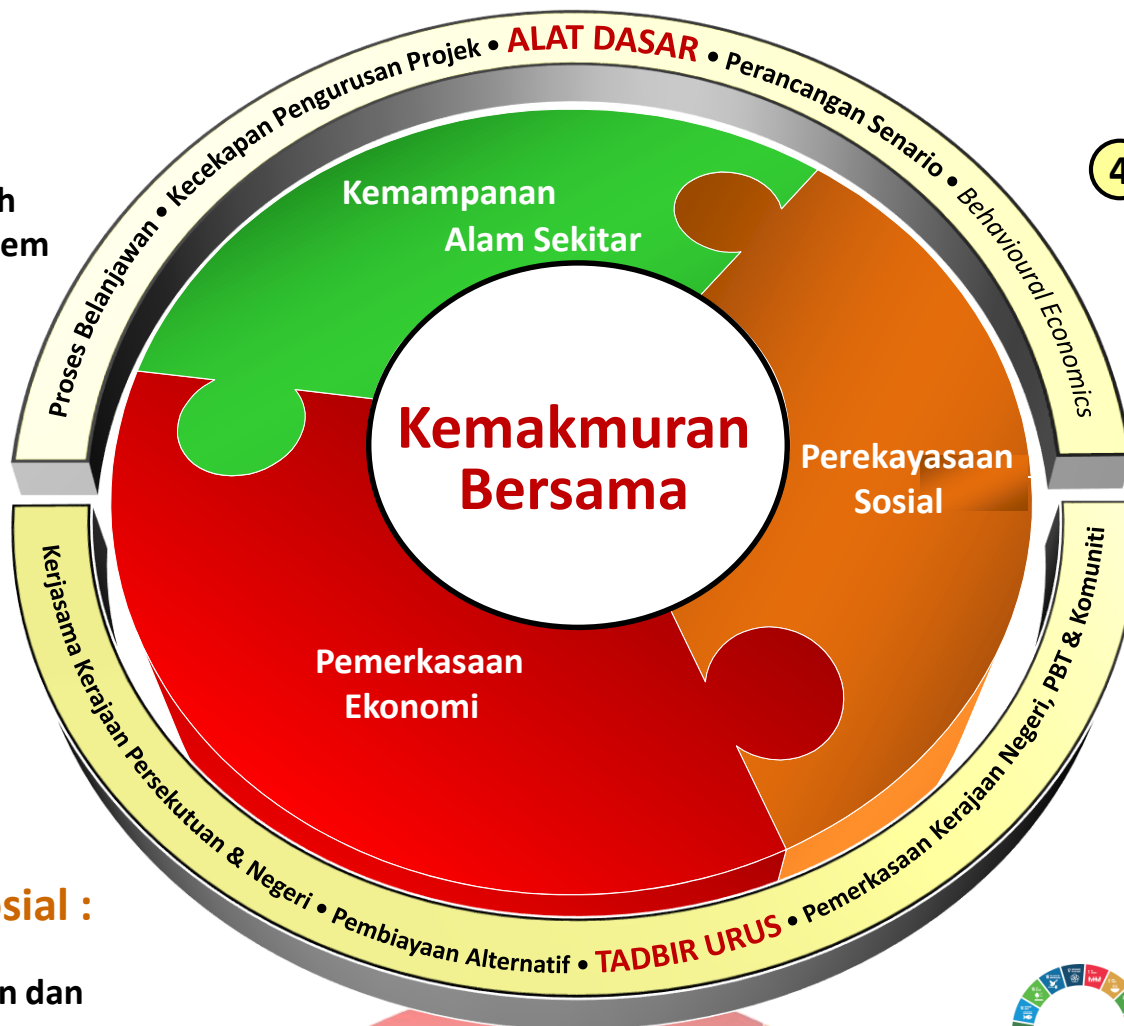 Proses Belanjawan • Kecekapan Pengurusan Projek • ALAT DASAR • Perancangan Senario • Behavioural Economics
4
h
em
Kemampanan
Alam Sekitar
Kemakmuran
Bersama
Perekayasaan
Sosial
Pemerkasaan
Ekonomi
Kerjasama Kerajaan Persekutuan & Negeri • Pembiayaan Alternatif • TADBIR URUS • Pemerkasaan Kerajaan Negeri, PBT & Komuniti
osial :
n dan